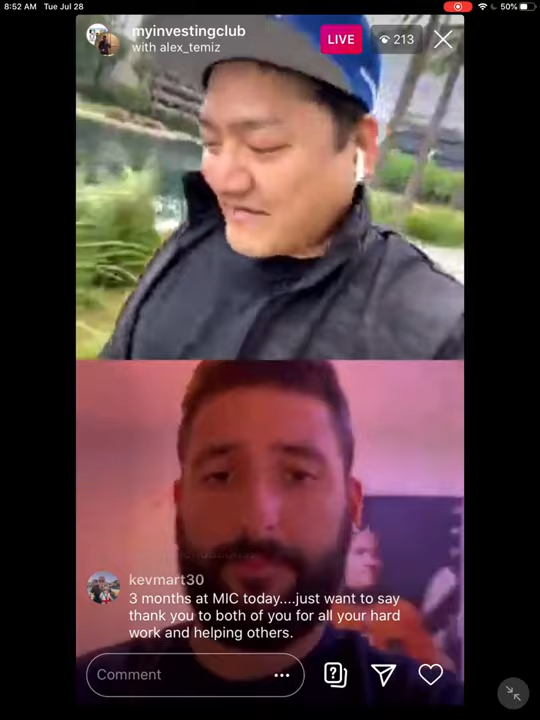 8:52 AM Tue Jul 28
50%
myinvestingclub
with alex_temiz
LIVE
213
kevmart30
3 months at MIC today....just want to say
thank you to both of you for all your hard
work and helping others.
Comment